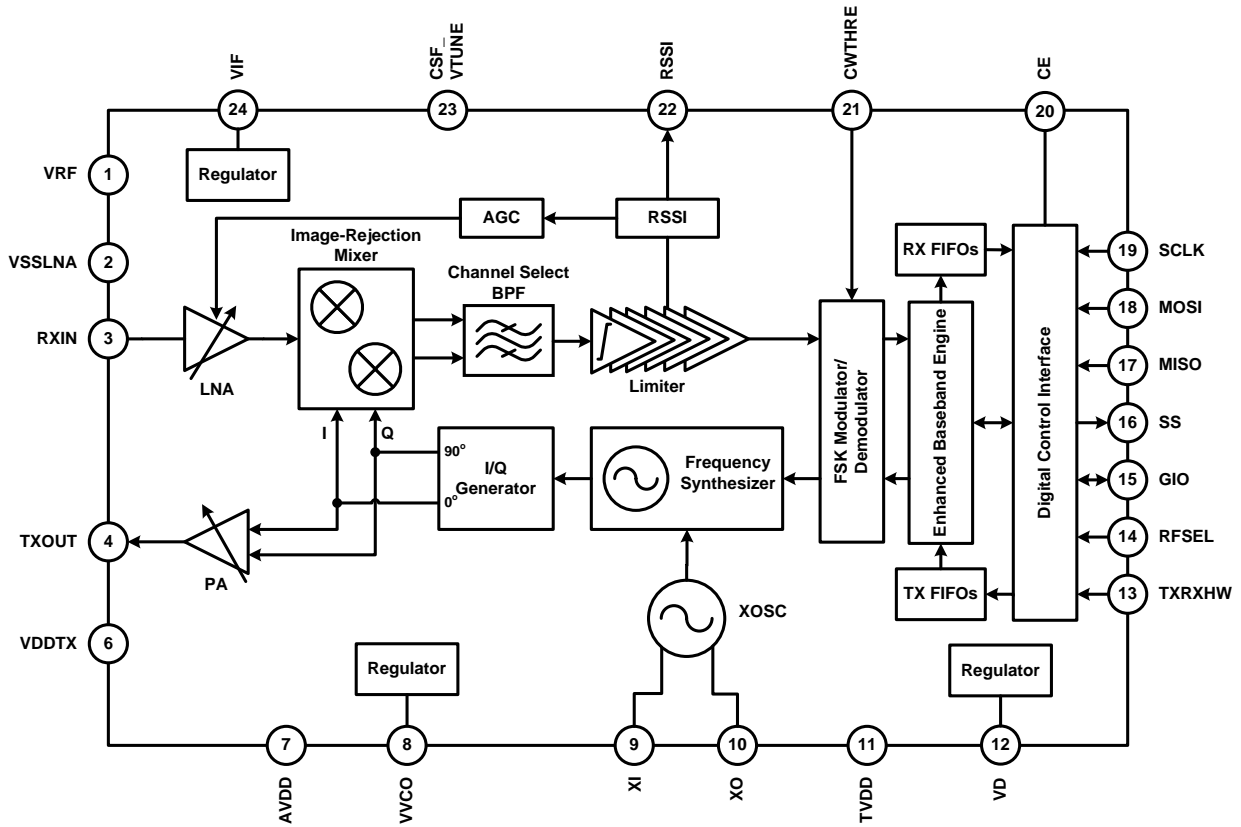 VIF
CSF_
VTUNE
RSSI
CWTHRE
CE
24
23
22
21
20
Regulator
VRF
1
AGC
RSSI
Image-Rejection
Mixer
RX FIFOs
19
SCLK
VSSLNA
2
Channel Select
BPF
18
MOSI
RXIN
3
17
MISO
LNA
Limiter
FSK Modulator/
Demodulator
Enhanced Baseband Engine
Digital Control Interface
16
SS
I
Q
90°
I/Q
Generator
0°
Frequency
Synthesizer
15
GIO
TXOUT
4
14
RFSEL
PA
TX FIFOs
13
TXRXHW
XOSC
VDDTX
6
Regulator
Regulator
7
8
9
10
11
12
AVDD
VVCO
XI
XO
TVDD
VD